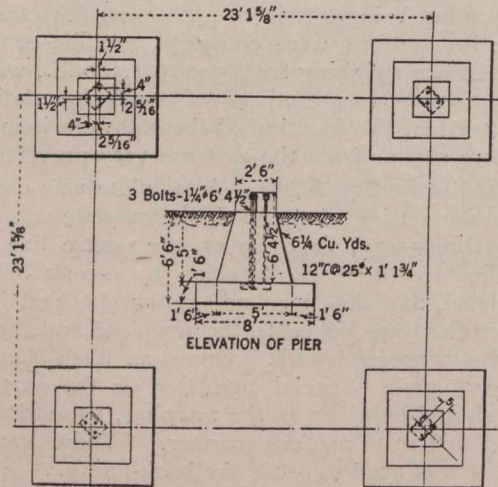 23' 1 5/8"
1 1/2"
4"
1 1/2"
2 5/16"
4"
2 5/16"
23' 1 5/8"
2' 6"
3 Bolts-1 1/4"ø 6' 4 1/2"
6' 4 1/2"
6 1/4 Cu. Yds.
6' 6"
5'
1' 6"
12"[@ 25# x 1' 1 3/4"
1' 6"
5'
1' 6"
8'
ELEVATION OF PIER